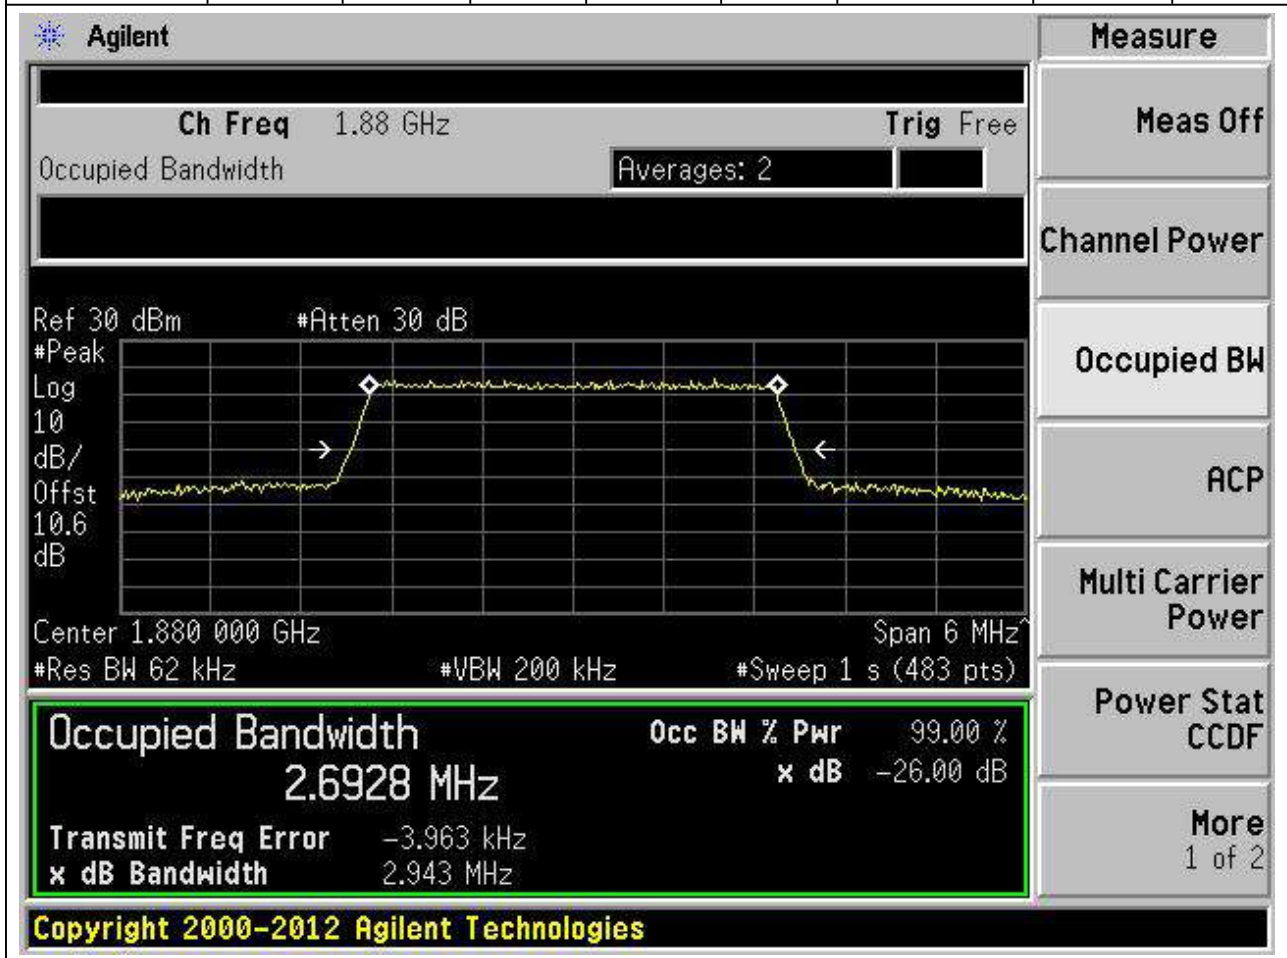 Agilent
Measure
Ch Freq 1.88 GHz Trig Free
Meas Off
Occupied Bandwidth Averages: 2
Channel Power
Ref 30 dBm #Atten 30 dB
#Peak
Log
10
dB/
Offst
10.6
dB
Occupied BW
ACP
Center 1.880 000 GHz Span 6 MHz^
#Res BW 62 kHz #VBW 200 kHz #Sweep 1 s (483 pts)
Multi Carrier
Power
Occupied Bandwidth Occ BW % Pwr 99.00 %
2.6928 MHz x dB -26.00 dB
Transmit Freq Error -3.963 kHz
x dB Bandwidth 2.943 MHz
Power Stat
CCDF
More
1 of 2
Copyright 2000-2012 Agilent Technologies